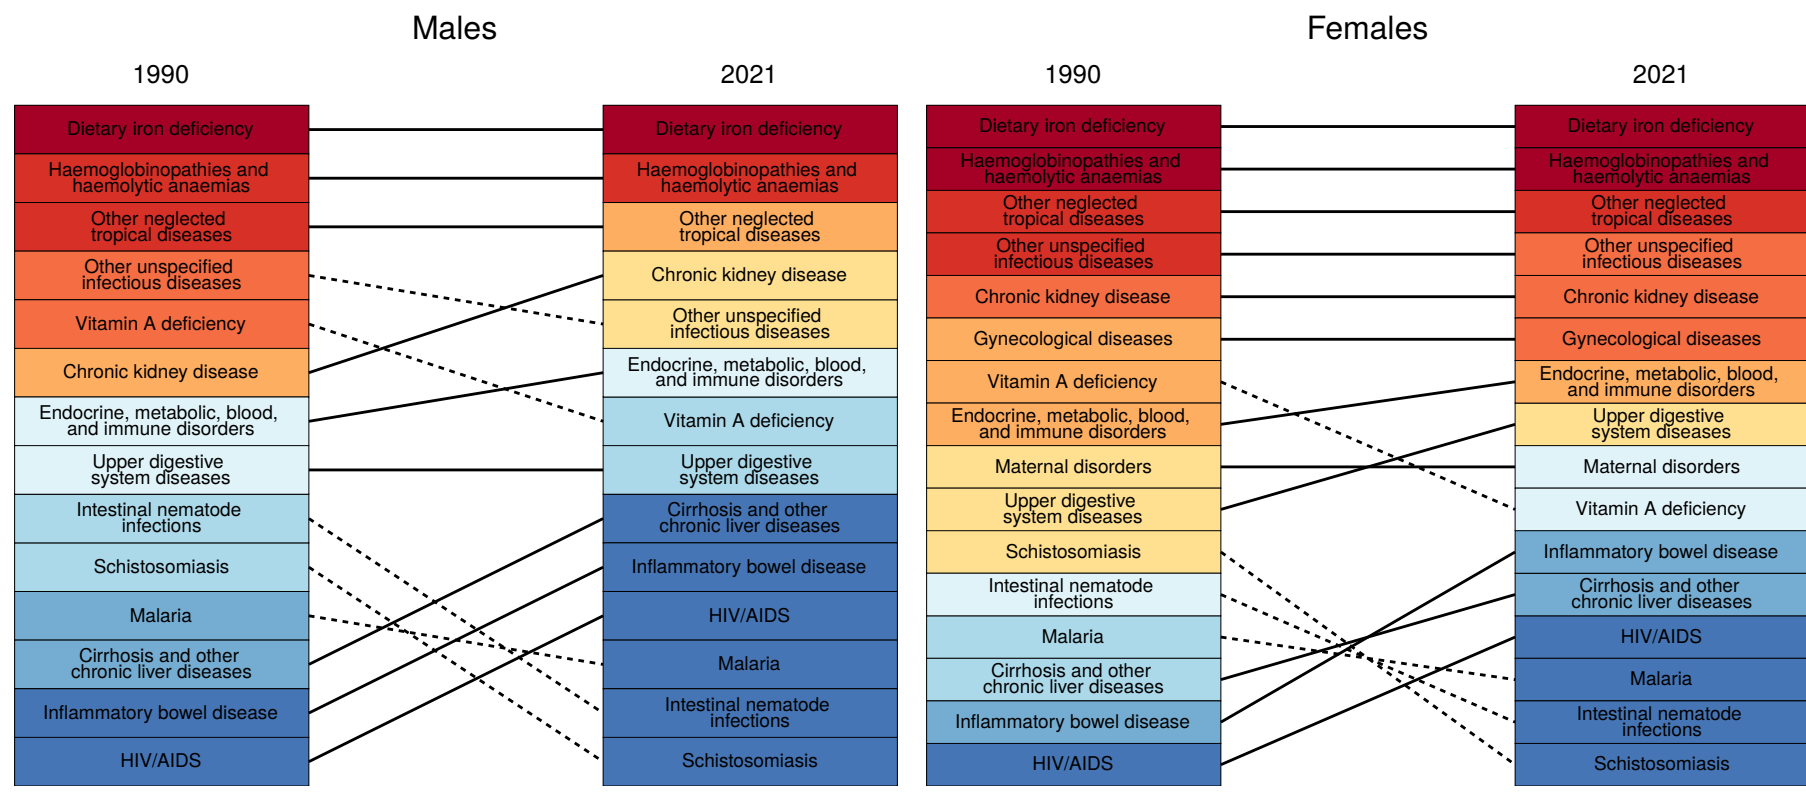 Males
1990
2021
Dietary iron deficiency
Haemoglobinopathies and
haemolytic anaemias
Other neglected
tropical diseases
Other unspecified
infectious diseases
Vitamin A deficiency
Chronic kidney disease
Endocrine, metabolic, blood,
and immune disorders
Upper digestive
system diseases
Intestinal nematode
infections
Schistosomiasis
Malaria
Cirrhosis and other
chronic liver diseases
Inflammatory bowel disease
HIV/AIDS
Dietary iron deficiency
Haemoglobinopathies and
haemolytic anaemias
Other neglected
tropical diseases
Chronic kidney disease
Other unspecified
infectious diseases
Endocrine, metabolic, blood,
and immune disorders
Vitamin A deficiency
Upper digestive
system diseases
Cirrhosis and other
chronic liver diseases
Inflammatory bowel disease
HIV/AIDS
Malaria
Intestinal nematode
infections
Schistosomiasis
Females
1990
2021
Dietary iron deficiency
Haemoglobinopathies and
haemolytic anaemias
Other neglected
tropical diseases
Other unspecified
infectious diseases
Chronic kidney disease
Gynecological diseases
Vitamin A deficiency
Endocrine, metabolic, blood,
and immune disorders
Maternal disorders
Upper digestive
system diseases
Schistosomiasis
Intestinal nematode
infections
Malaria
Cirrhosis and other
chronic liver diseases
Inflammatory bowel disease
HIV/AIDS
Dietary iron deficiency
Haemoglobinopathies and
haemolytic anaemias
Other neglected
tropical diseases
Other unspecified
infectious diseases
Chronic kidney disease
Gynecological diseases
Endocrine, metabolic, blood,
and immune disorders
Upper digestive
system diseases
Maternal disorders
Vitamin A deficiency
Inflammatory bowel disease
Cirrhosis and other
chronic liver diseases
HIV/AIDS
Malaria
Intestinal nematode
infections
Schistosomiasis